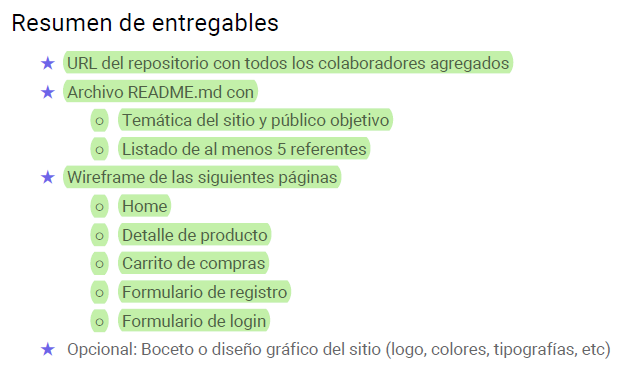 Resumen de entregables
★ URL del repositorio con todos los colaboradores agregados
★ Archivo README.md con
○ Temática del sitio y público objetivo
○ Listado de al menos 5 referentes
★ Wireframe de las siguientes páginas
○ Home
○ Detalle de producto
○ Carrito de compras
○ Formulario de registro
○ Formulario de login
★ Opcional: Boceto o diseño gráfico del sitio (logo, colores, tipografías, etc)